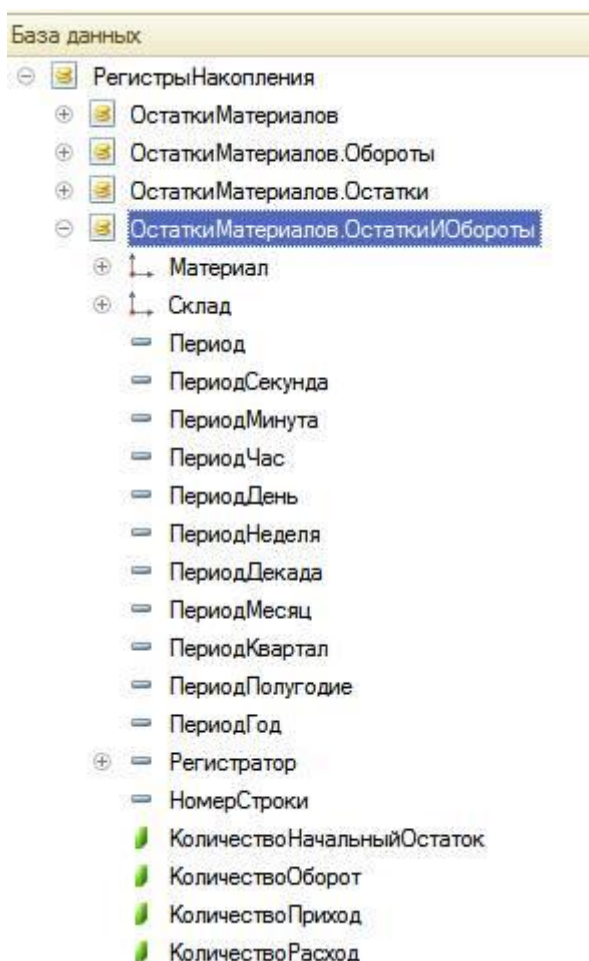 База данных
РегистрыНакопления
ОстаткиМатериалов
ОстаткиМатериалов.Обороты
ОстаткиМатериалов.Остатки
ОстаткиМатериалов.ОстаткиИОбороты
Материал
Склад
Период
ПериодСекунда
ПериодМинута
ПериодЧас
ПериодДень
ПериодНеделя
ПериодДекада
ПериодМесяц
ПериодКвартал
ПериодПолугодие
ПериодГод
Регистратор
НомерСтроки
КоличествоНачальныйОстаток
КоличествоОборот
КоличествоПриход
КоличествоРасход